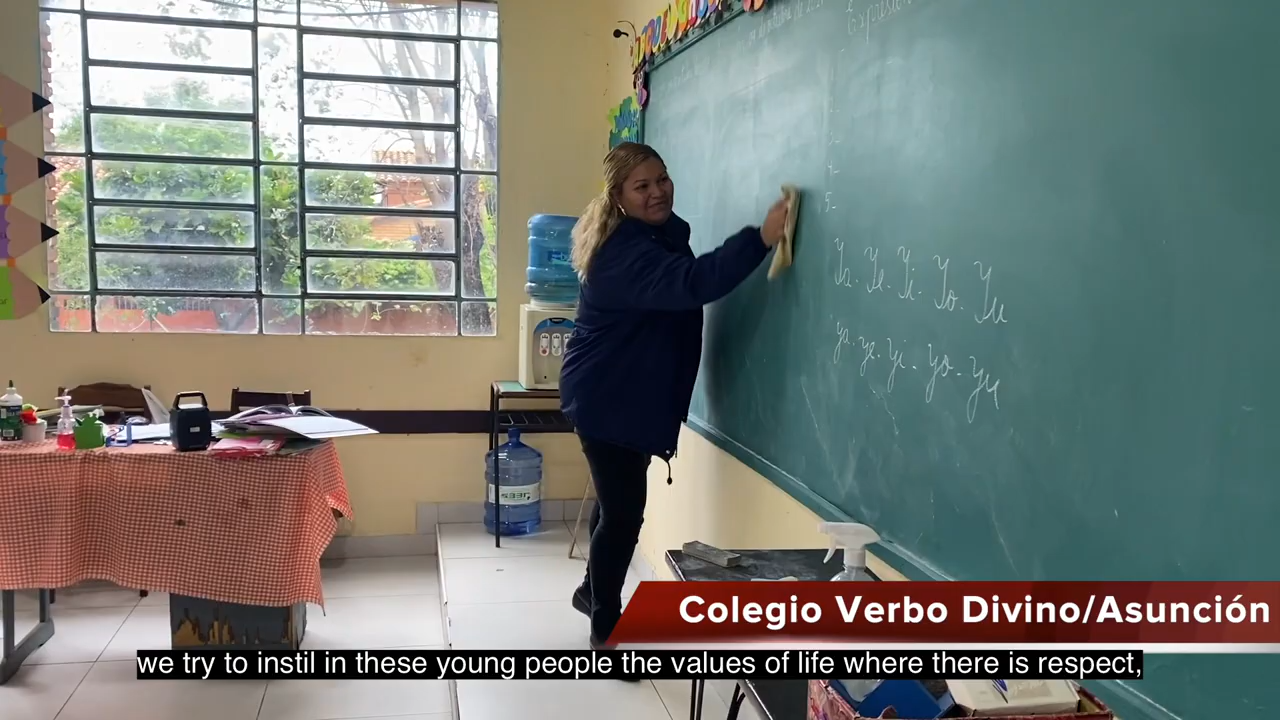 5-
Ya. Ye. Yi. Yo. Yu
ya. ye. yi. yo. yu
Colegio Verbo Divino/Asunción
we try to instil in these young people the values of life where there is respect,